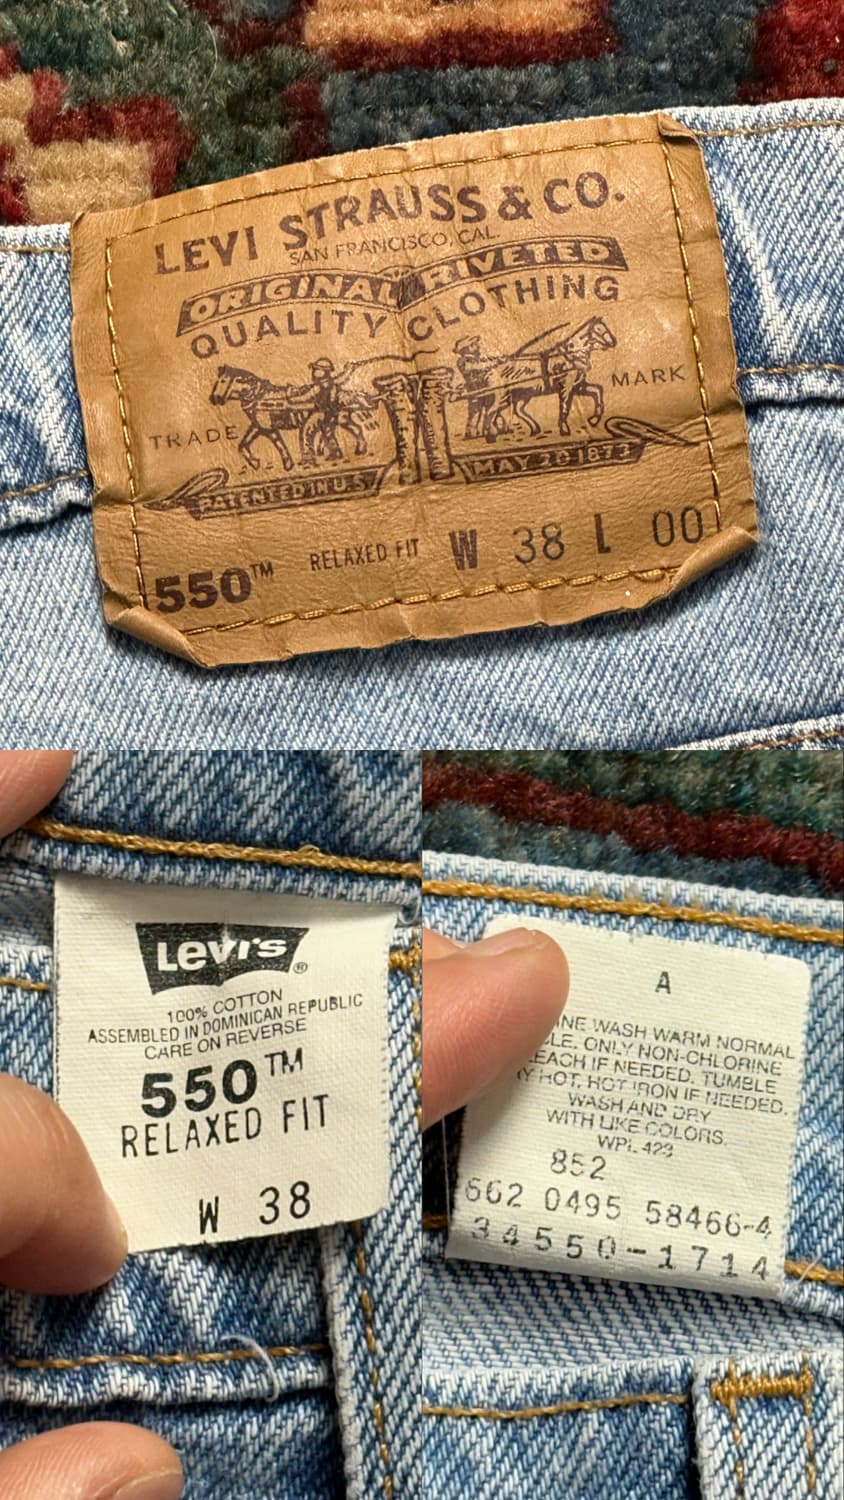 LEVI STRAUSS & CO.
SAN FRANCISCO, CAL.
ORIGINAL RIVETED
QUALITY CLOTHING
TRADE MARK
PATENTED IN U.S. MAY 20 1873
550™ RELAXED FIT W 38 L 00
Levi's®
100% COTTON
ASSEMBLED IN DOMINICAN REPUBLIC
CARE ON REVERSE
550™
RELAXED FIT
W 38
A
INE WASH WARM NORMAL
LE. ONLY NON-CHLORINE
EACH IF NEEDED. TUMBLE
Y HOT. HOT IRON IF NEEDED.
WASH AND DRY
WITH LIKE COLORS.
WPL 423
852
662 0495 58466-4
34550-1714